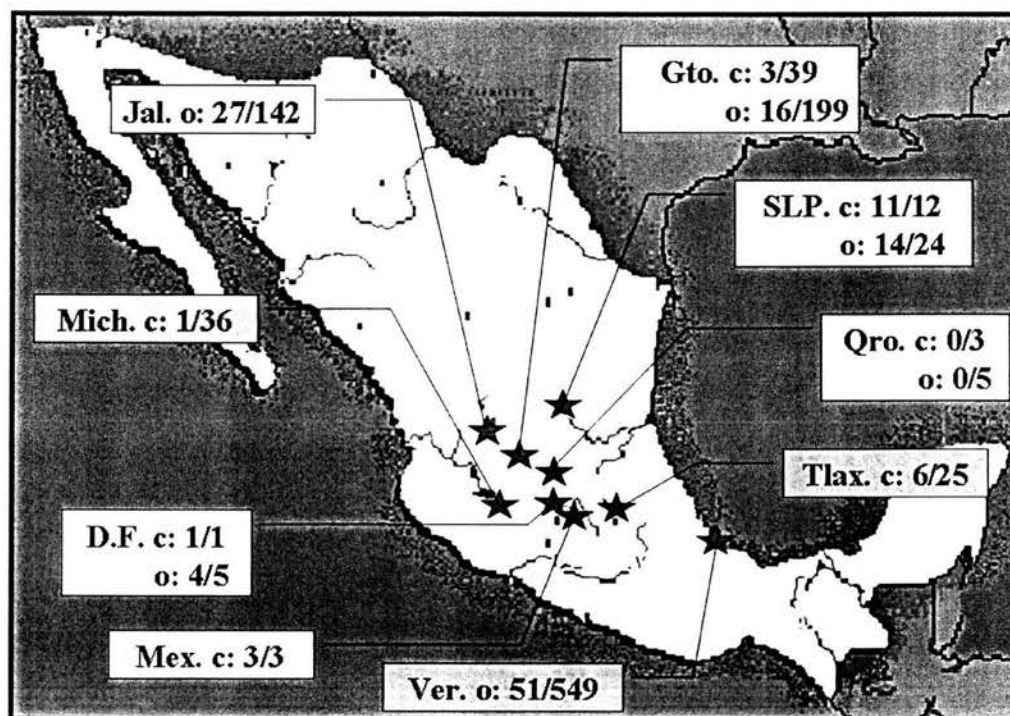 Gto. c: 3/39
o: 16/199
Jal. o: 27/142
SLP. c: 11/12
o: 14/24
Mich. c: 1/36
Qro. c: 0/3
o: 0/5
Tlax. c: 6/25
D.F. c: 1/1
o: 4/5
Mex. c: 3/3
Ver. o: 51/549